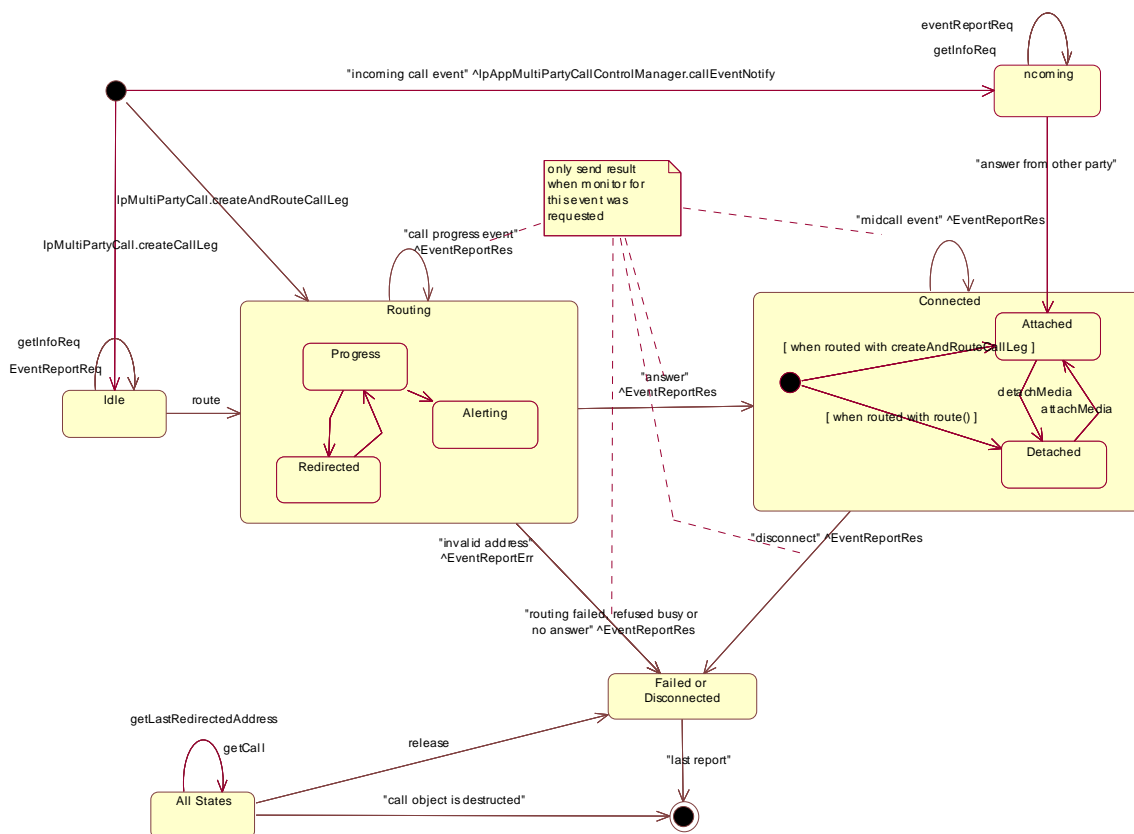 eventReportReq
getInfoReq
"incoming call event" ^IpAppMultiPartyCallControlManager.callEventNotify
ncoming
"answer from other party"
only send result
when monitor for
this event was
requested
IpMultiPartyCall.createAndRouteCallLeg
"midcall event" ^EventReportRes
"call progress event"
^EventReportRes
IpMultiPartyCall.createCallLeg
Connected
Routing
Attached
getInfoReq
[ when routed with createAndRouteCallLeg ]
Progress
EventReportReq
"answer"
^EventReportRes
detachMedia
Idle
route
attachMedia
Alerting
[ when routed with route() ]
Detached
Redirected
"invalid address"
^EventReportErr
"disconnect" ^EventReportRes
"routing failed, refused busy or
no answer" ^EventReportRes
Failed or
Disconnected
getLastRedirectedAddress
getCall
release
"last report"
All States
"call object is destructed"